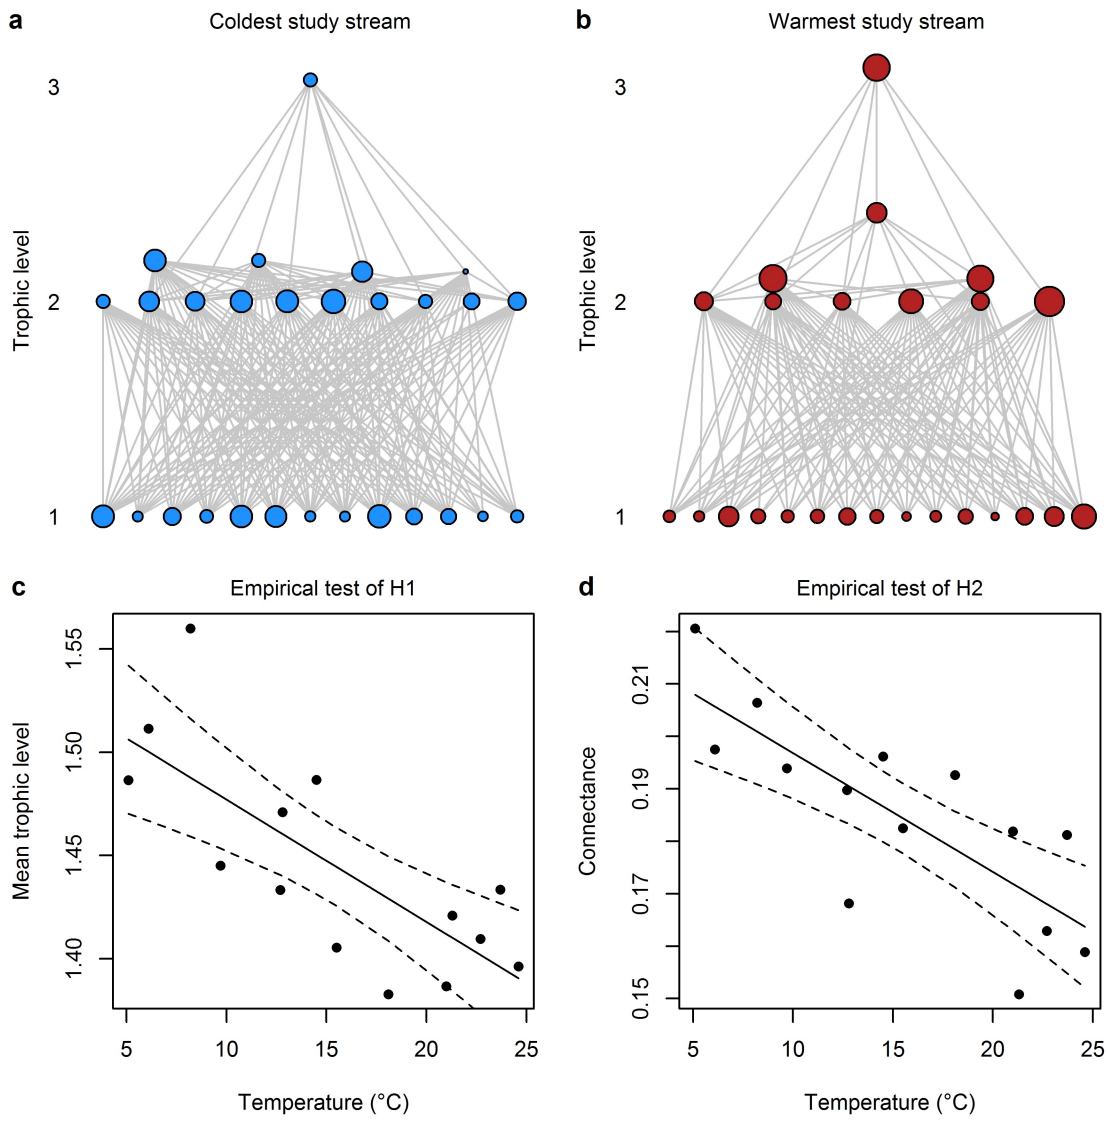 a Coldest study stream
b Warmest study stream
3
2
1
Trophic level
3
2
1
Trophic level
c Empirical test of H1
1.55
1.50
1.45
1.40
Mean trophic level
5 10 15 20 25
Temperature (°C)
d Empirical test of H2
0.21
0.19
0.17
0.15
Connectance
5 10 15 20 25
Temperature (°C)